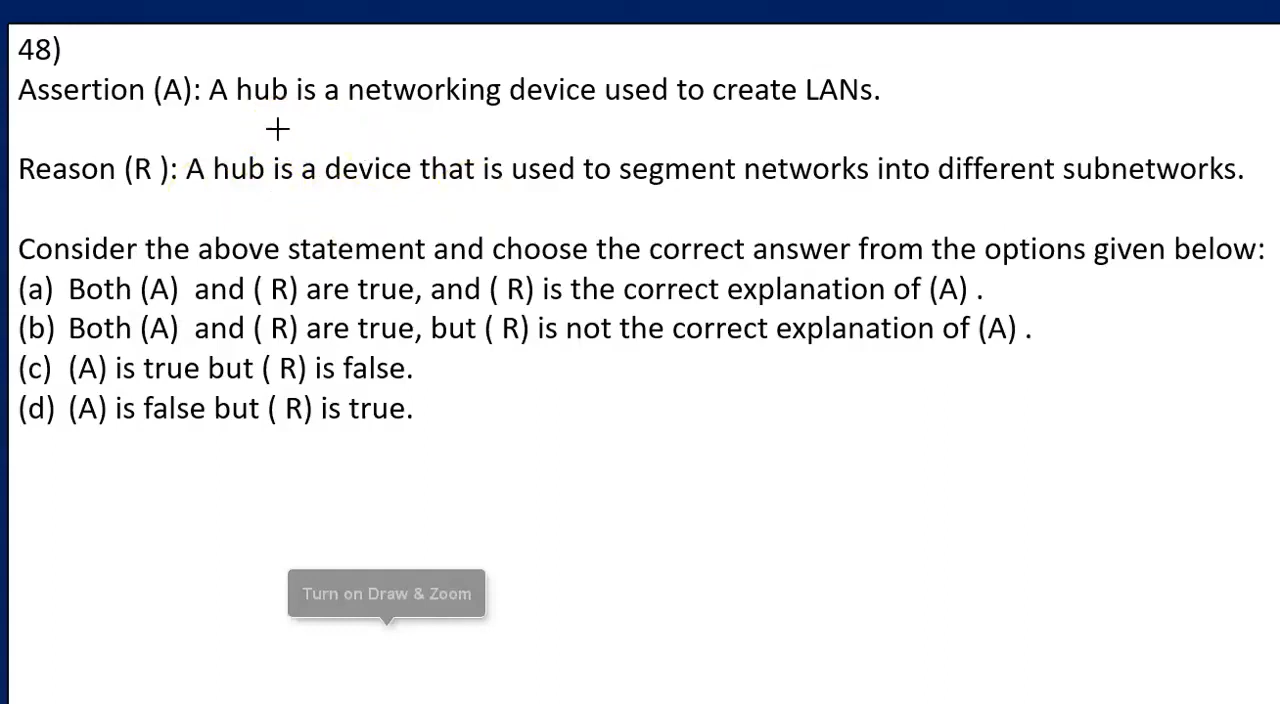 48)
Assertion (A): A hub is a networking device used to create LANs.
Reason (R ): A hub is a device that is used to segment networks into different subnetworks.
Consider the above statement and choose the correct answer from the options given below:
(a) Both (A) and ( R) are true, and ( R) is the correct explanation of (A) .
(b) Both (A) and ( R) are true, but ( R) is not the correct explanation of (A) .
(c) (A) is true but ( R) is false.
(d) (A) is false but ( R) is true.
Turn on Draw & Zoom